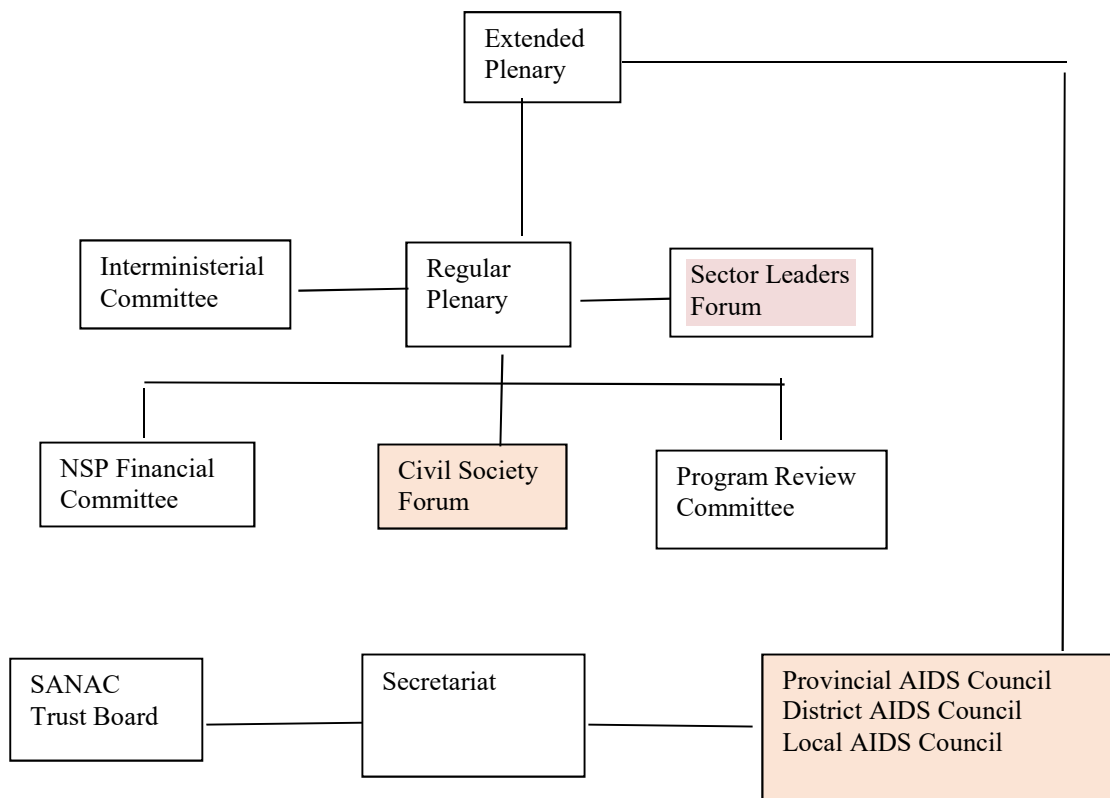 Extended
Plenary
Interministerial
Committee
Regular
Plenary
Sector Leaders
Forum
NSP Financial
Committee
Civil Society
Forum
Program Review
Committee
SANAC
Trust Board
Secretariat
Provincial AIDS Council
District AIDS Council
Local AIDS Council